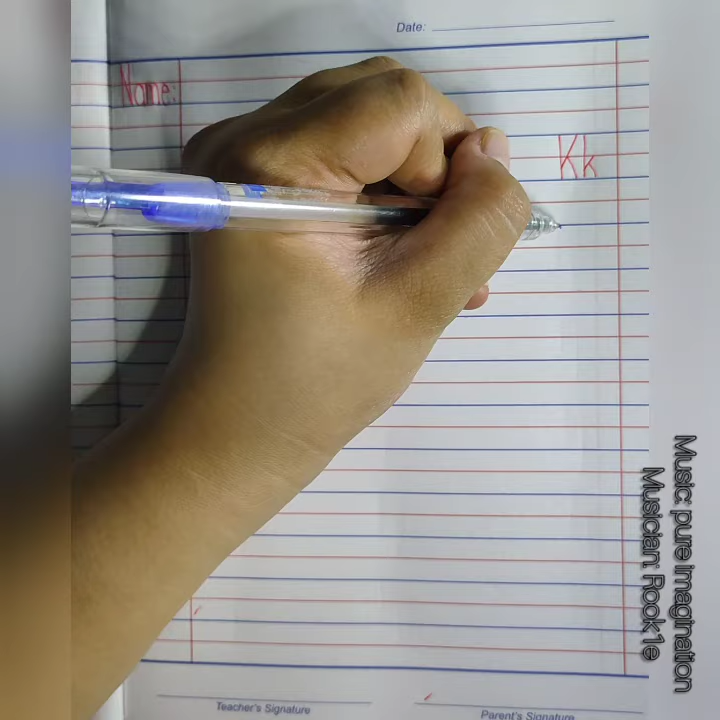 Date:
Name:
Kk
Teacher's Signature
Parent's Signature
Music: pure imagination
Musician: Rook1e